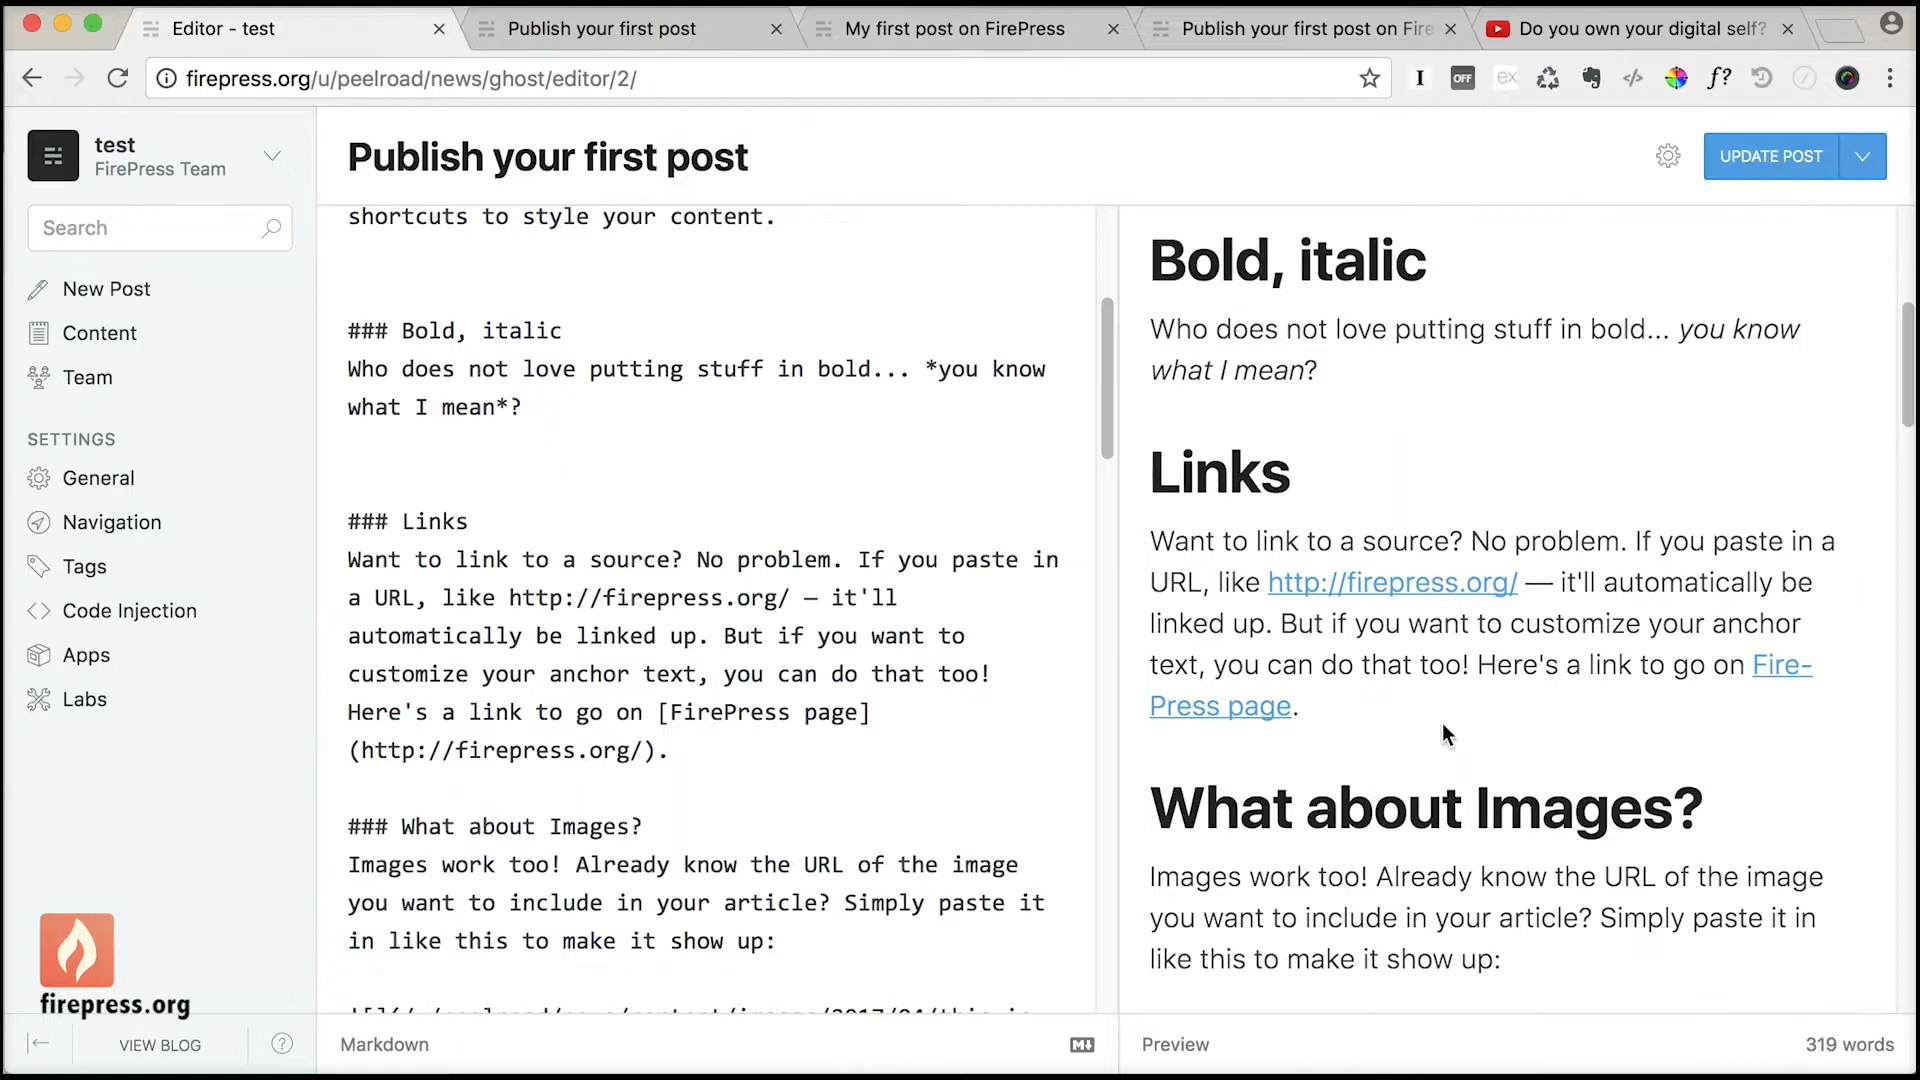 Editor - test
Publish your first post
My first post on FirePress
Publish your first post on Fire
Do you own your digital self?
firepress.org/u/peelroad/news/ghost/editor/2/
I
OFF
ex
</>
f?
test
FirePress Team
Publish your first post
UPDATE POST
Search
New Post
Content
Team
SETTINGS
General
Navigation
Tags
Code Injection
Apps
Labs
firepress.org
VIEW BLOG
?
shortcuts to style your content.
### Bold, italic
Who does not love putting stuff in bold... *you know
what I mean*?
### Links
Want to link to a source? No problem. If you paste in
a URL, like http://firepress.org/ — it'll
automatically be linked up. But if you want to
customize your anchor text, you can do that too!
Here's a link to go on [FirePress page]
(http://firepress.org/).
### What about Images?
Images work too! Already know the URL of the image
you want to include in your article? Simply paste it
in like this to make it show up:
Markdown
M
Bold, italic
Who does not love putting stuff in bold... you know
what I mean?
Links
Want to link to a source? No problem. If you paste in a
URL, like http://firepress.org/ — it'll automatically be
linked up. But if you want to customize your anchor
text, you can do that too! Here's a link to go on Fire-
Press page.
What about Images?
Images work too! Already know the URL of the image
you want to include in your article? Simply paste it in
like this to make it show up:
Preview
319 words